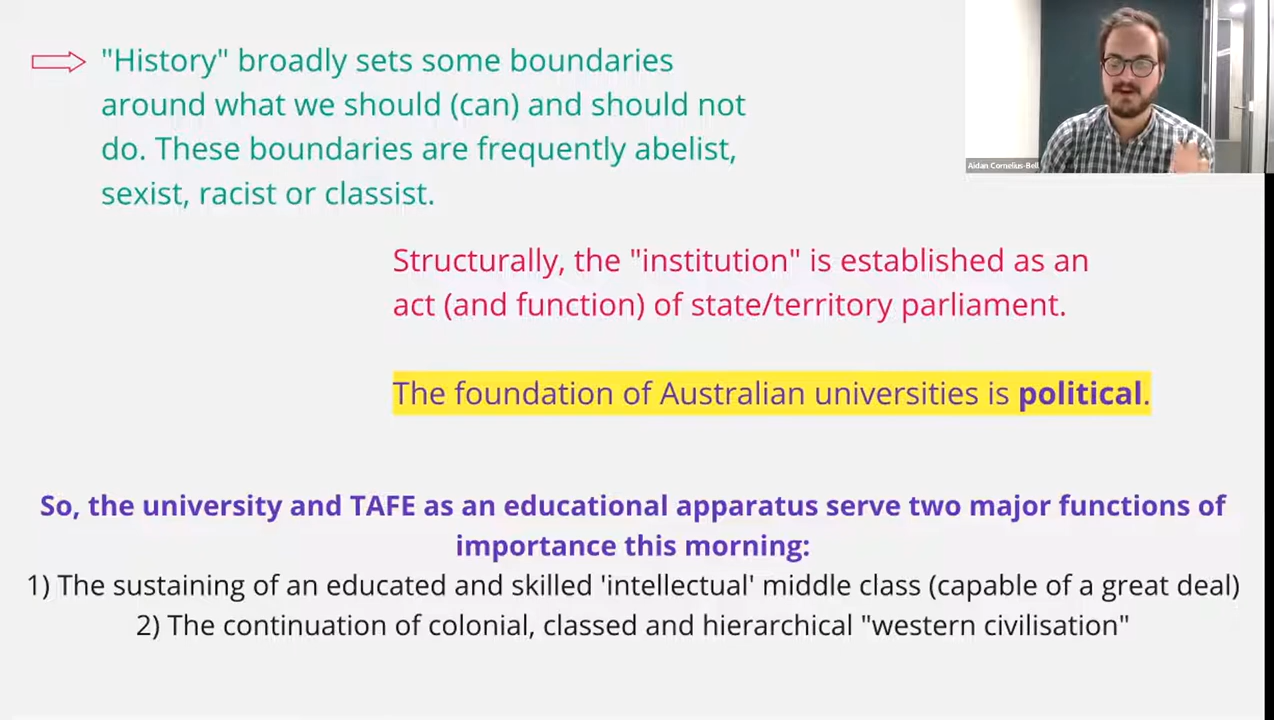 "History" broadly sets some boundaries
around what we should (can) and should not
do. These boundaries are frequently abelist,
sexist, racist or classist.
Aidan Cornelius-Bell
Structurally, the "institution" is established as an
act (and function) of state/territory parliament.
The foundation of Australian universities is political.
So, the university and TAFE as an educational apparatus serve two major functions of
importance this morning:
1) The sustaining of an educated and skilled 'intellectual' middle class (capable of a great deal)
2) The continuation of colonial, classed and hierarchical "western civilisation"